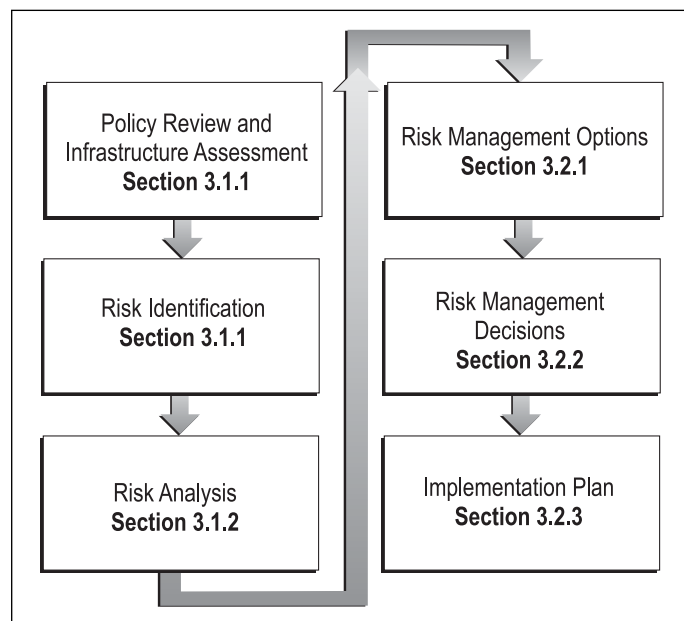 Policy Review and
Infrastructure Assessment
Section 3.1.1
Risk Identification
Section 3.1.1
Risk Analysis
Section 3.1.2
Risk Management Options
Section 3.2.1
Risk Management
Decisions
Section 3.2.2
Implementation Plan
Section 3.2.3